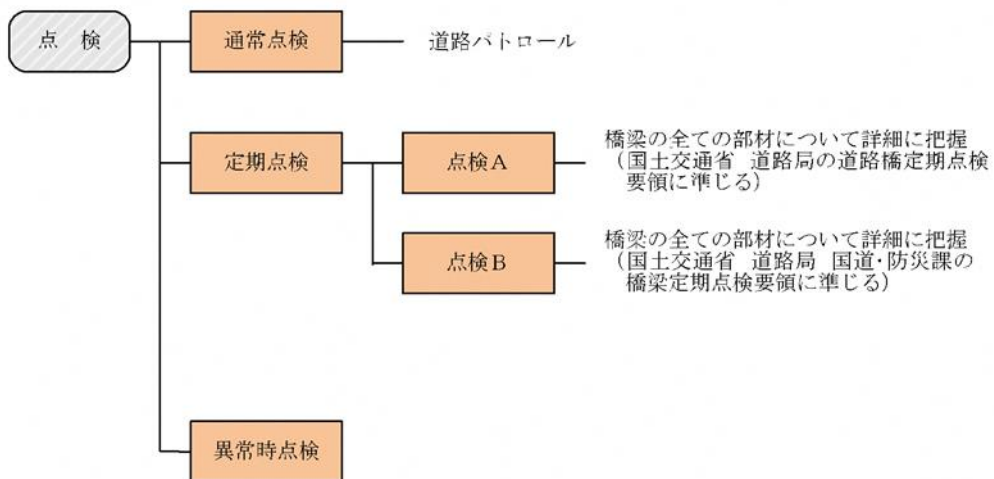 点 検
通常点検
道路パトロール
定期点検
点検A
橋梁の全ての部材について詳細に把握
（国土交通省 道路局の道路橋定期点検
要領に準じる）
点検B
橋梁の全ての部材について詳細に把握
（国土交通省 道路局 国道･防災課の
橋梁定期点検要領に準じる）
異常時点検